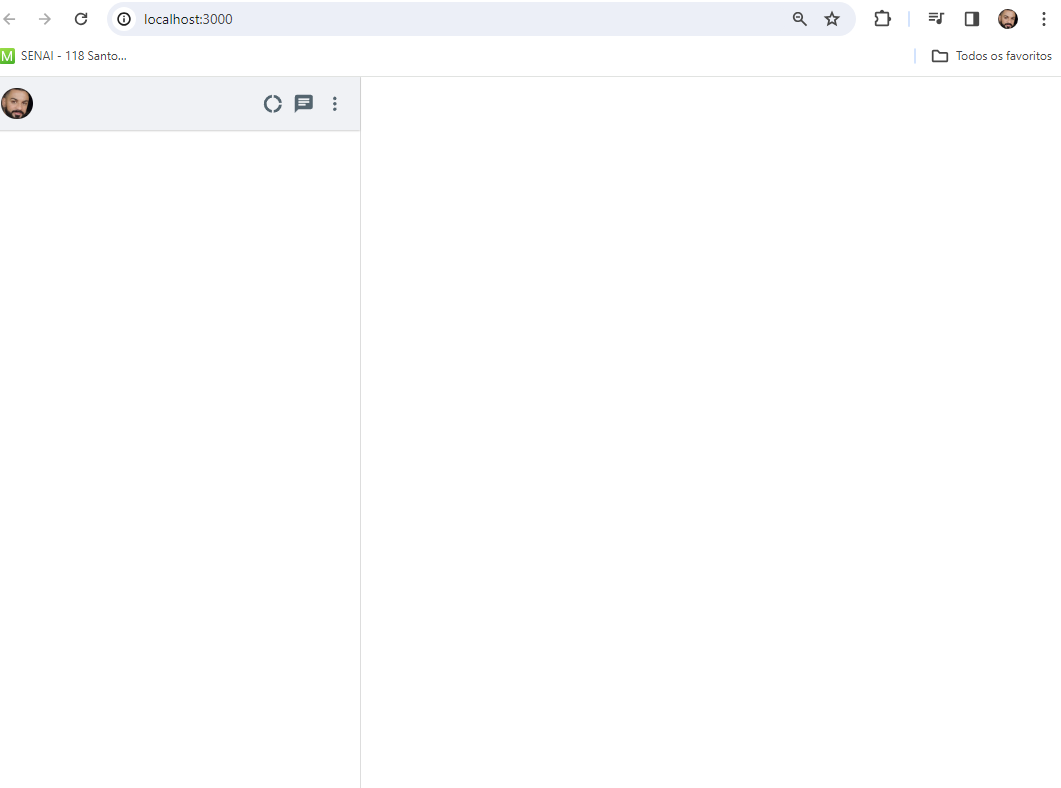 localhost:3000
M SENAI - 118 Santo...
Todos os favoritos